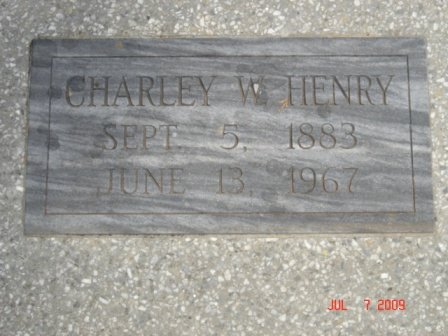 CHARLEY W. HENRY
SEPT. 5, 1883
JUNE 13, 1967
JUL 7 2009